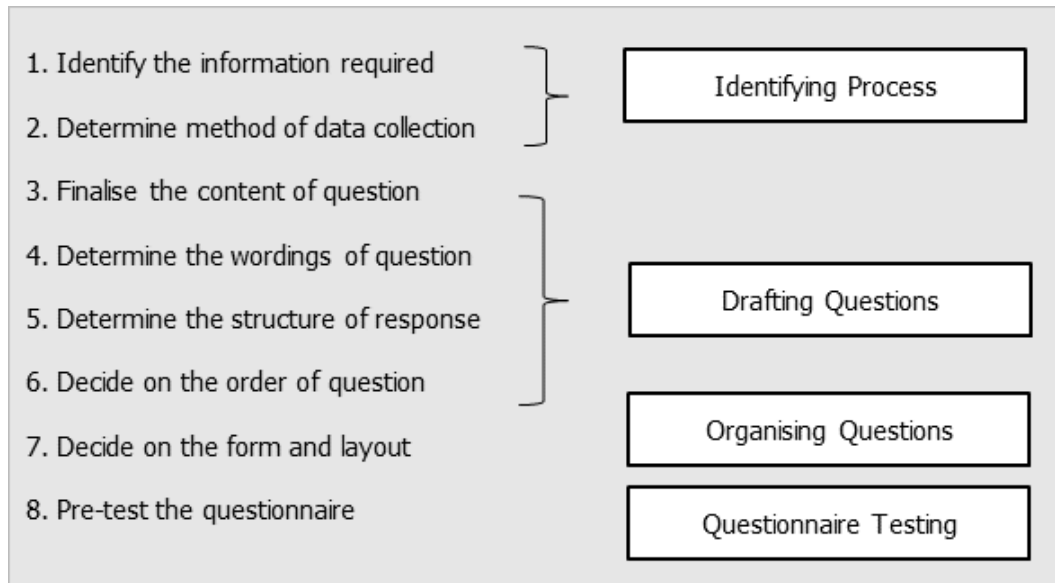 1. Identify the information required
Identifying Process
2. Determine method of data collection
3. Finalise the content of question
4. Determine the wordings of question
Drafting Questions
5. Determine the structure of response
6. Decide on the order of question
Organising Questions
7. Decide on the form and layout
8. Pre-test the questionnaire
Questionnaire Testing